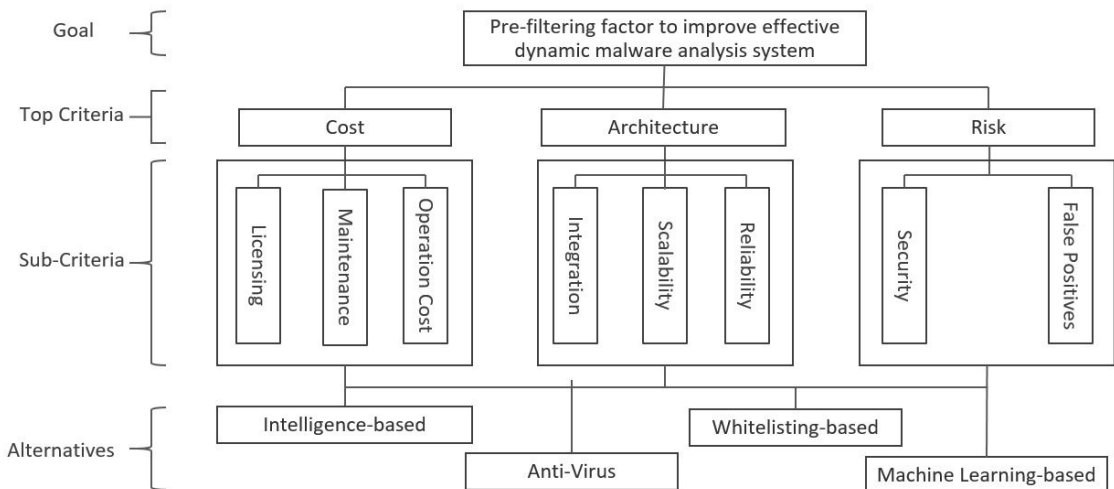 Goal
Pre-filtering factor to improve effective
dynamic malware analysis system
Top Criteria
Cost
Architecture
Risk
Sub-Criteria
Licensing
Maintenance
Operation Cost
Integration
Scalability
Reliability
Security
False Positives
Alternatives
Intelligence-based
Anti-Virus
Whitelisting-based
Machine Learning-based